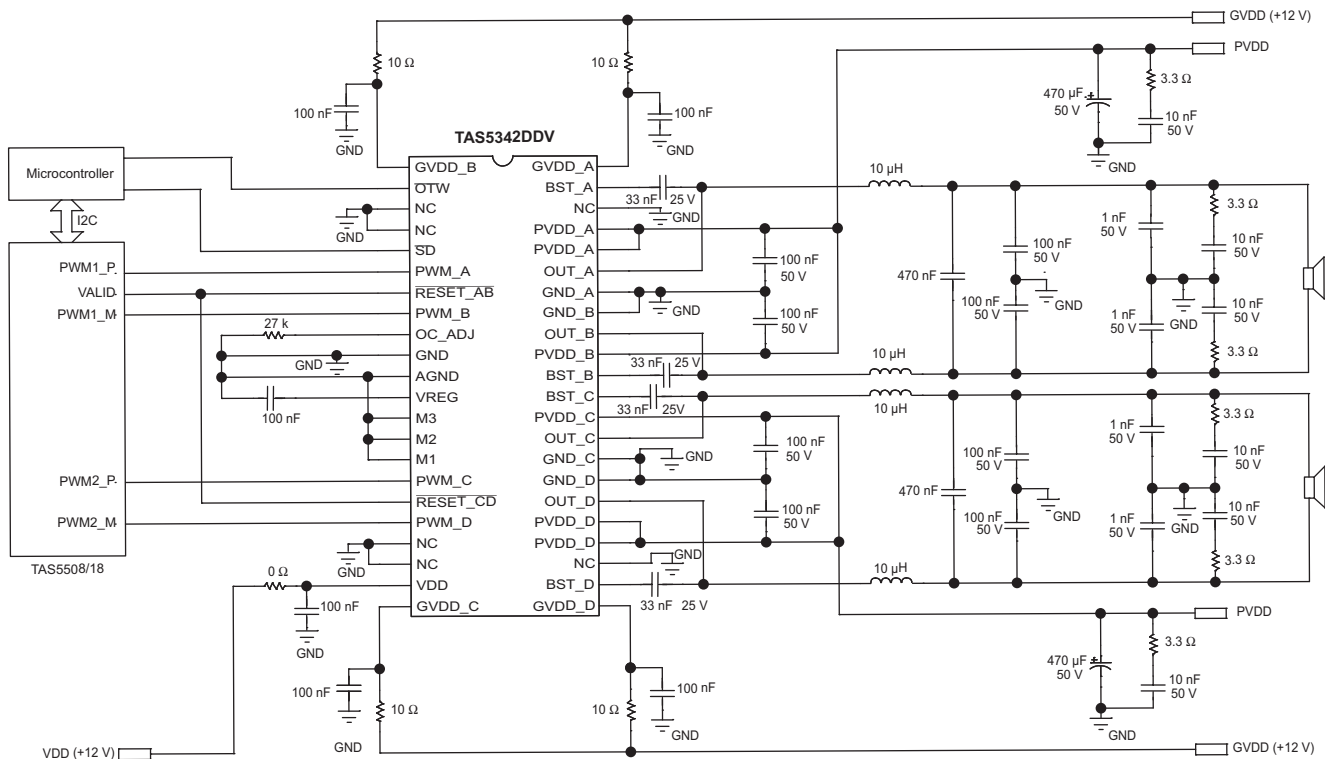 GVDD (+12 V)
PVDD
10 Ω
10 Ω
3.3 Ω
470 µF
50 V
10 nF
50 V
100 nF
GND
100 nF
GND
GND
TAS5342DDV
Microcontroller
I2C
GVDD_B
OTW
NC
NC
SD
PWM_A
RESET_AB
PWM_B
OC_ADJ
GND
AGND
VREG
M3
M2
M1
PWM_C
RESET_CD
PWM_D
NC
NC
VDD
GVDD_C
GVDD_A
BST_A
NC
PVDD_A
PVDD_A
OUT_A
GND_A
GND_B
OUT_B
PVDD_B
BST_B
BST_C
PVDD_C
OUT_C
GND_C
GND_D
OUT_D
PVDD_D
PVDD_D
NC
BST_D
GVDD_D
PWM1_P
VALID
PWM1_M
PWM2_P
PWM2_M
TAS5508/18
GND
27 k
GND
100 nF
GND
0 Ω
100 nF
GND
33 nF 25 V
GND
100 nF
50 V
GND
100 nF
50 V
33 nF 25 V
33 nF 25V
100 nF
50 V
GND
100 nF
50 V
GND
33 nF 25 V
10 µH
10 µH
10 µH
10 µH
470 nF
100 nF
50 V
GND
100 nF
50 V
1 nF
50 V
GND
1 nF
50 V
3.3 Ω
10 nF
50 V
10 nF
50 V
3.3 Ω
470 nF
100 nF
50 V
GND
100 nF
50 V
1 nF
50 V
GND
1 nF
50 V
3.3 Ω
10 nF
50 V
10 nF
50 V
3.3 Ω
PVDD
3.3 Ω
470 µF
50 V
10 nF
50 V
GND
100 nF
10 Ω
GND
10 Ω
100 nF
GND
VDD (+12 V)
GVDD (+12 V)